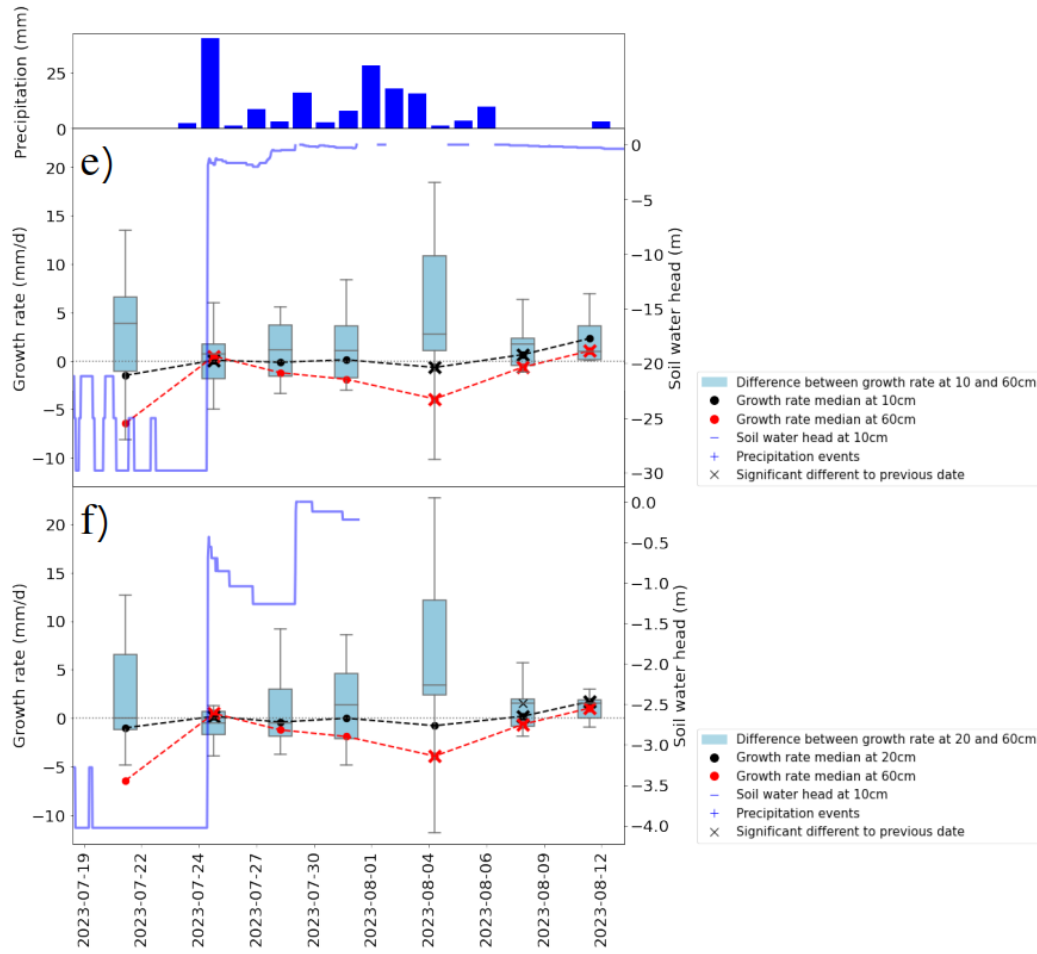 Precipitation (mm)
25
0
e)
Growth rate (mm/d)
20
15
10
5
0
−5
−10
0
−5
−10
−15
−20
−25
−30
Soil water head (m)
Difference between growth rate at 10 and 60cm
Growth rate median at 10cm
Growth rate median at 60cm
Soil water head at 10cm
Precipitation events
Significant different to previous date
f)
Growth rate (mm/d)
20
15
10
5
0
−5
−10
0.0
−0.5
−1.0
−1.5
−2.0
−2.5
−3.0
−3.5
−4.0
Soil water head (m)
Difference between growth rate at 20 and 60cm
Growth rate median at 20cm
Growth rate median at 60cm
Soil water head at 10cm
Precipitation events
Significant different to previous date
2023-07-19
2023-07-22
2023-07-24
2023-07-27
2023-07-30
2023-08-01
2023-08-04
2023-08-06
2023-08-09
2023-08-12